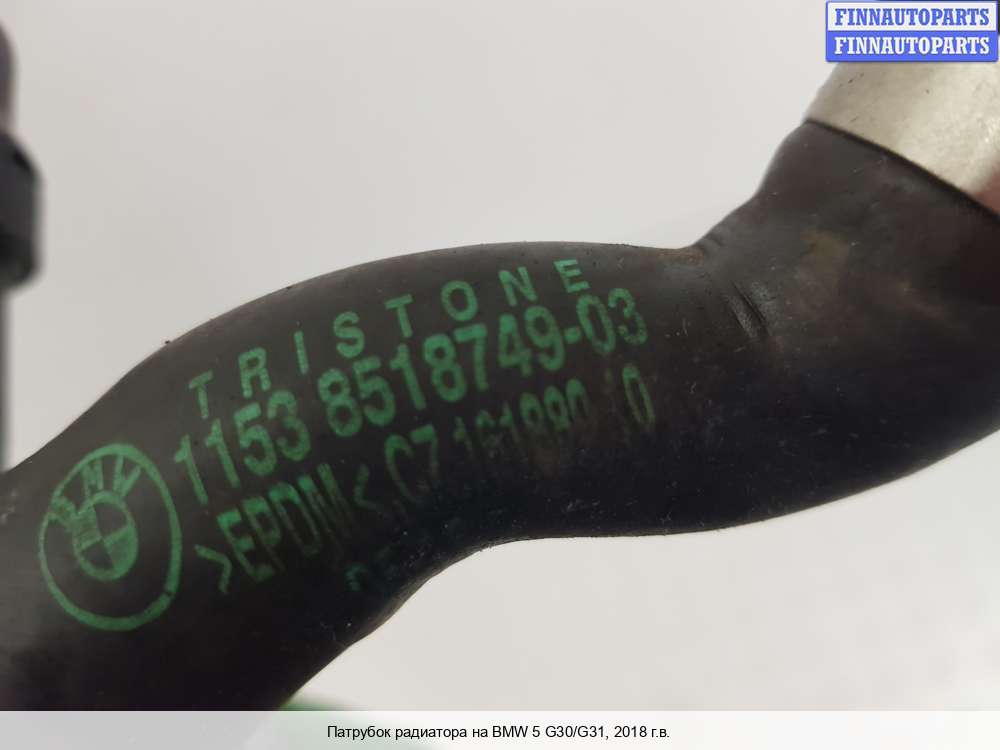 FINNAUTOPARTS
FINNAUTOPARTS
TRISTONE
1153 8518749-03
>EPDM<
BMW
Патрубок радиатора на BMW 5 G30/G31, 2018 г.в.